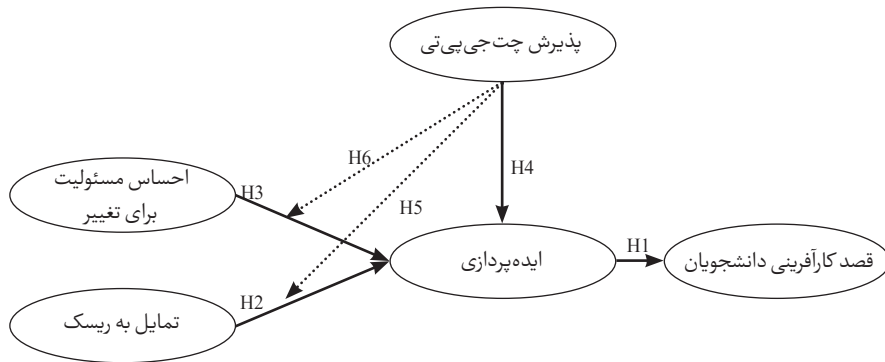 پذیرش چت‌جی‌پی‌تی
H6
H4
احساس مسئولیت
برای تغییر
H3
H5
ایده‌پردازی
H1
قصد کارآفرینی دانشجویان
تمایل به ریسک
H2